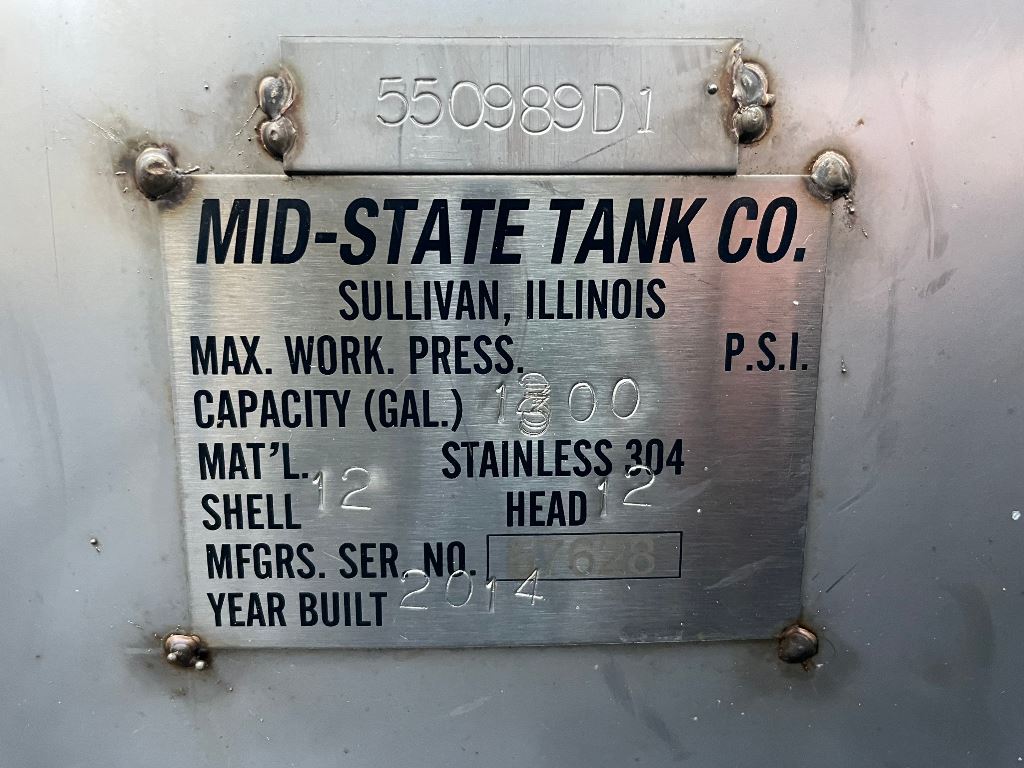 550989D1
MID-STATE TANK CO.
SULLIVAN, ILLINOIS
MAX. WORK. PRESS. P.S.I.
CAPACITY (GAL.)
MAT'L. STAINLESS 304
SHELL 12 HEAD 12
MFGRS. SER. NO.
YEAR BUILT 2014